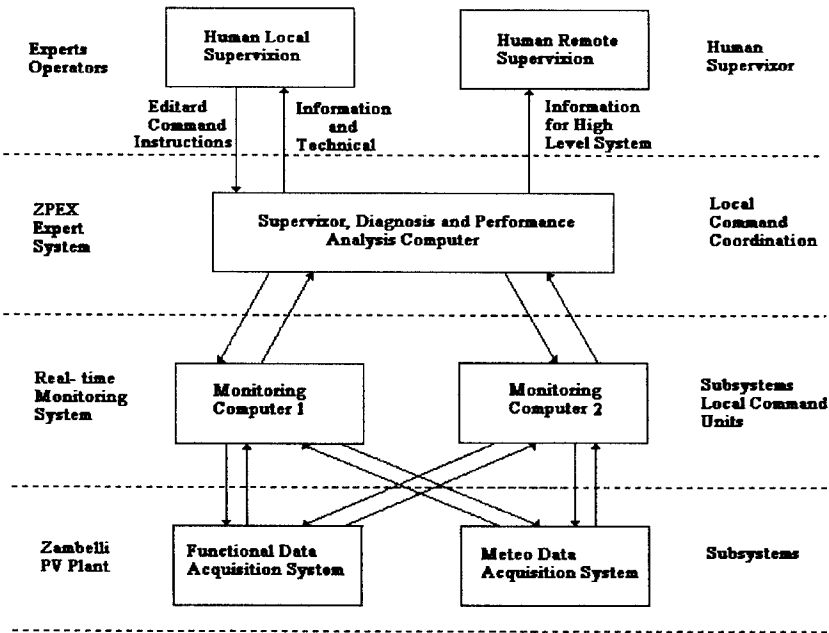 Experts
Operators
Human Local
Supervizion
Human Remote
Supervizion
Human
Supervizor
Editard
Command
Instructions
Information
and
Technical
Information
for High
Level System
ZPEX
Expert
System
Supervizor, Diagnosis and Performance
Analysis Computer
Local
Command
Coordination
Real- time
Monitoring
System
Monitoring
Computer 1
Monitoring
Computer 2
Subsystems
Local Command
Units
Zambelli
PV Plant
Functional Data
Acquisition System
Meteo Data
Acquisition System
Subsystems